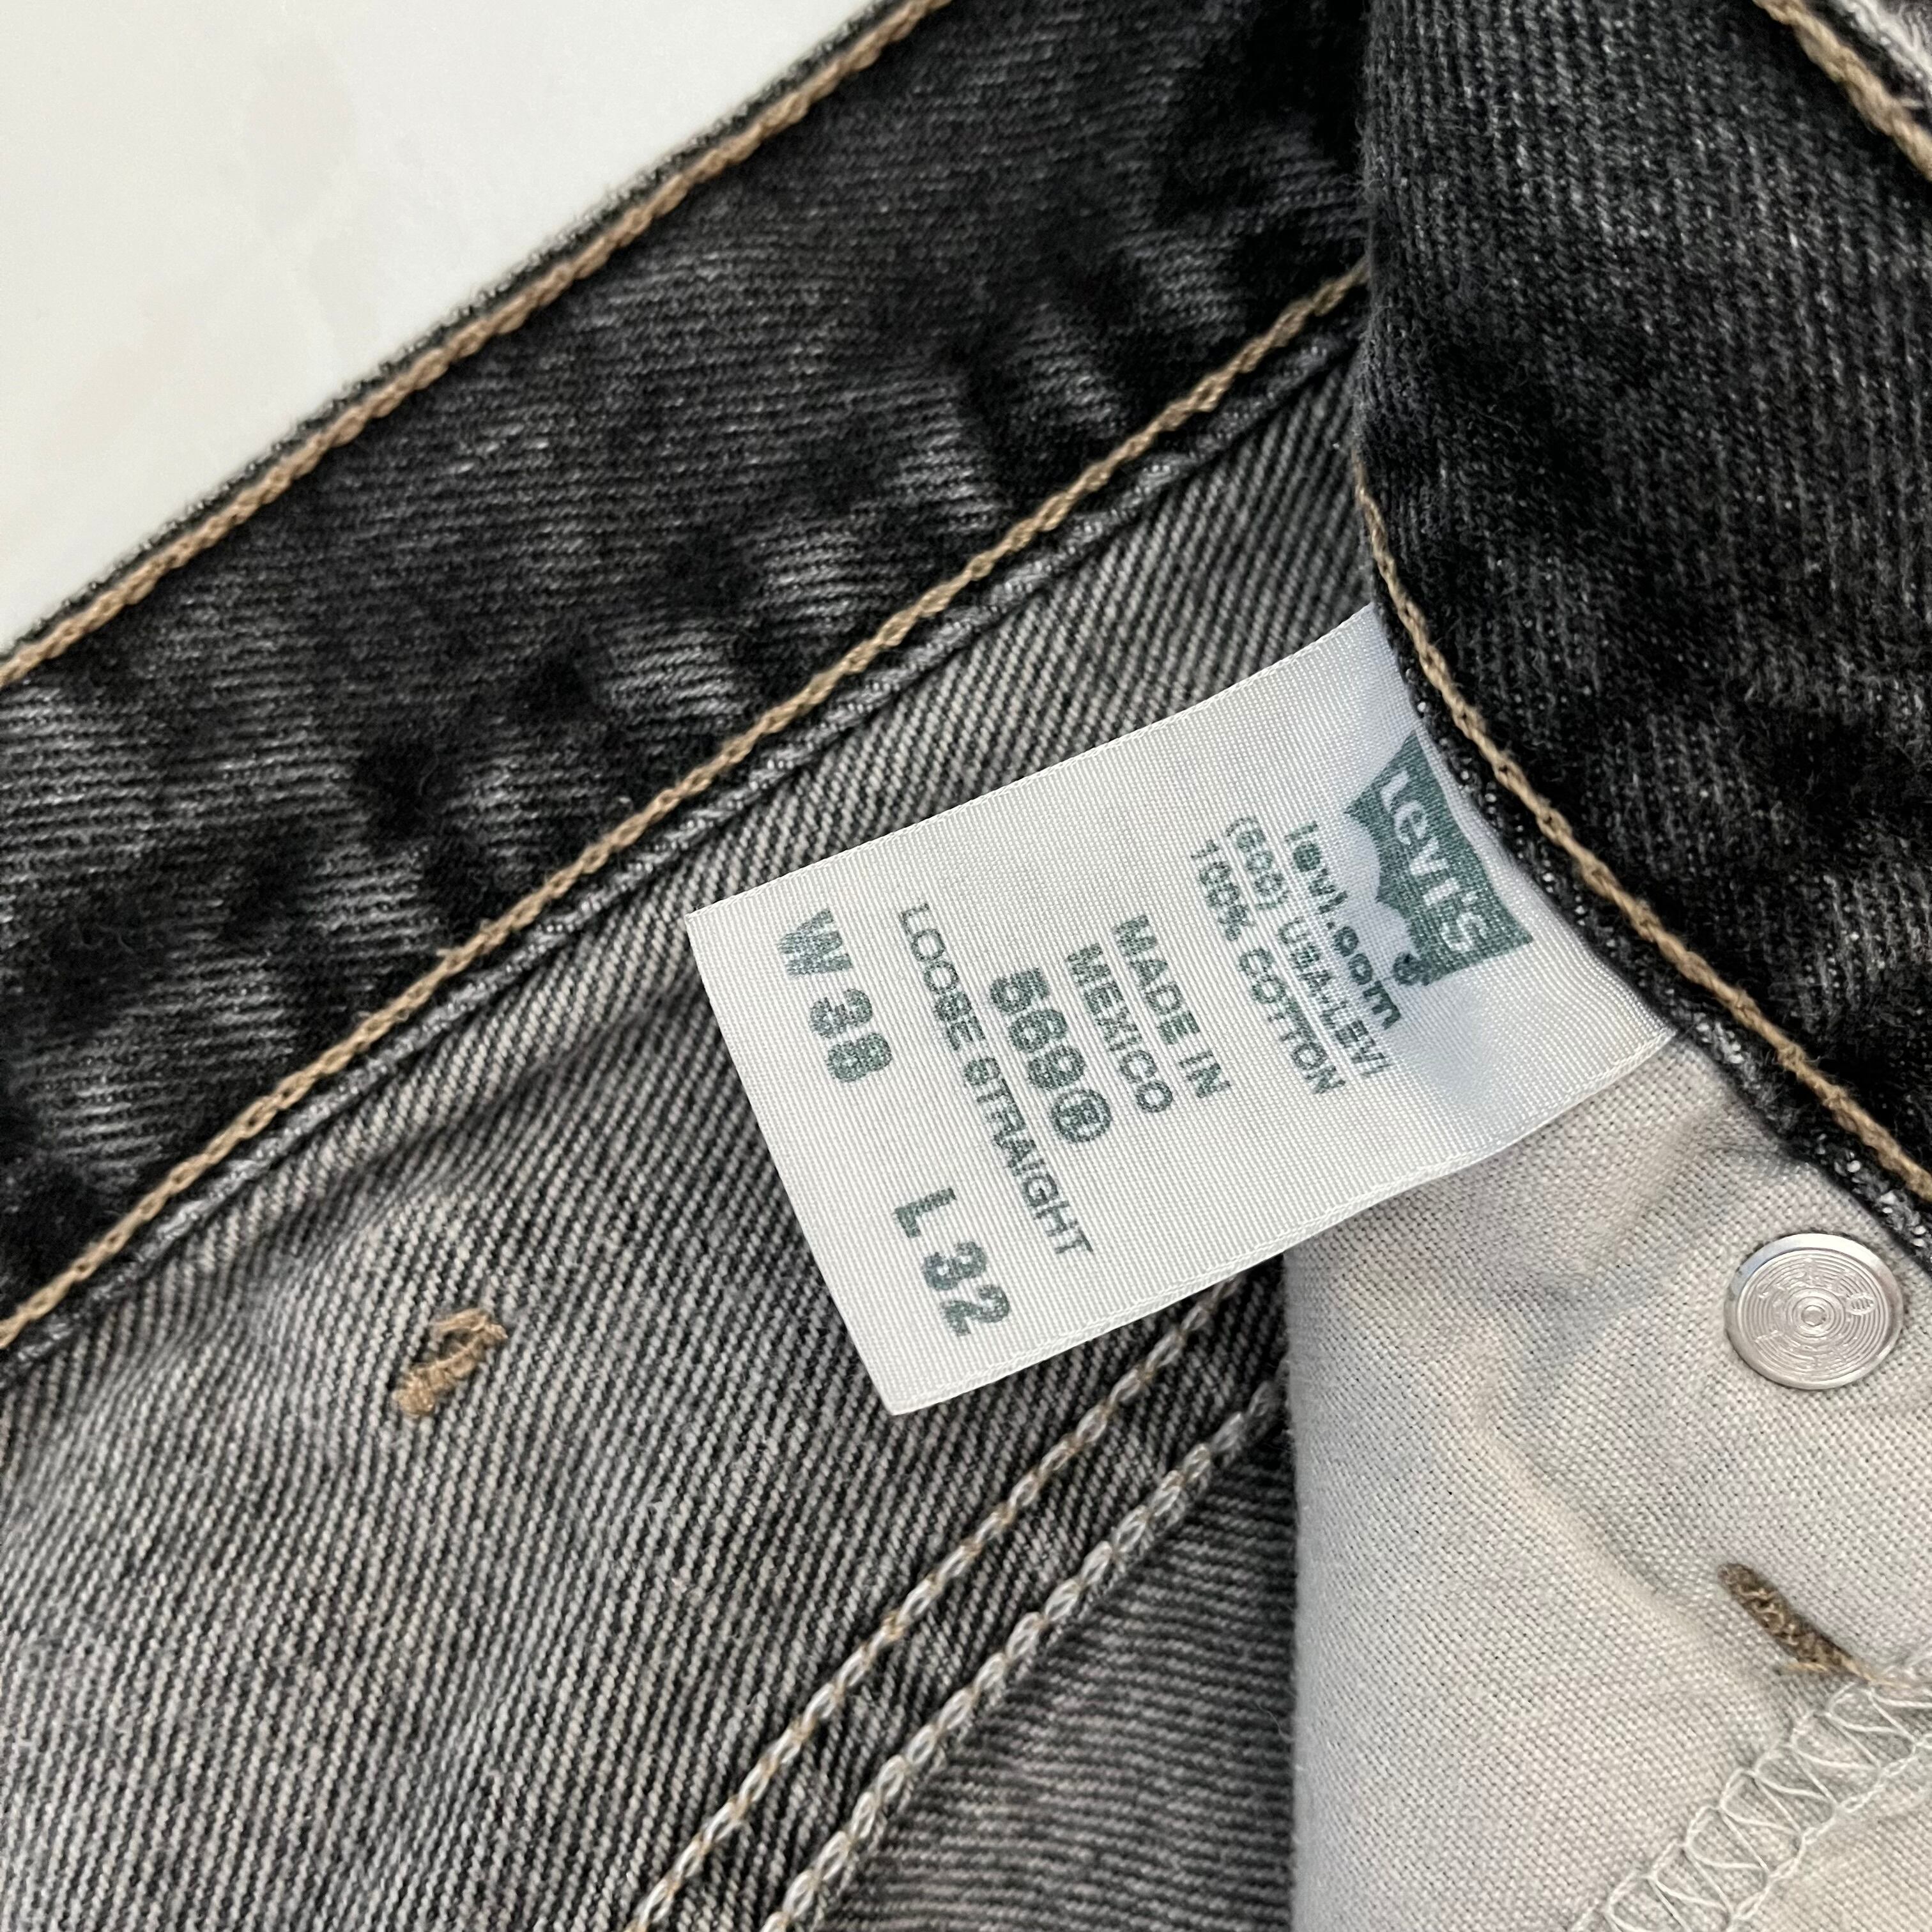 Levi's®
levi.com
(800) USA-LEVI
100% COTTON
MADE IN
MEXICO
569®
LOOSE STRAIGHT
W 38 L 32